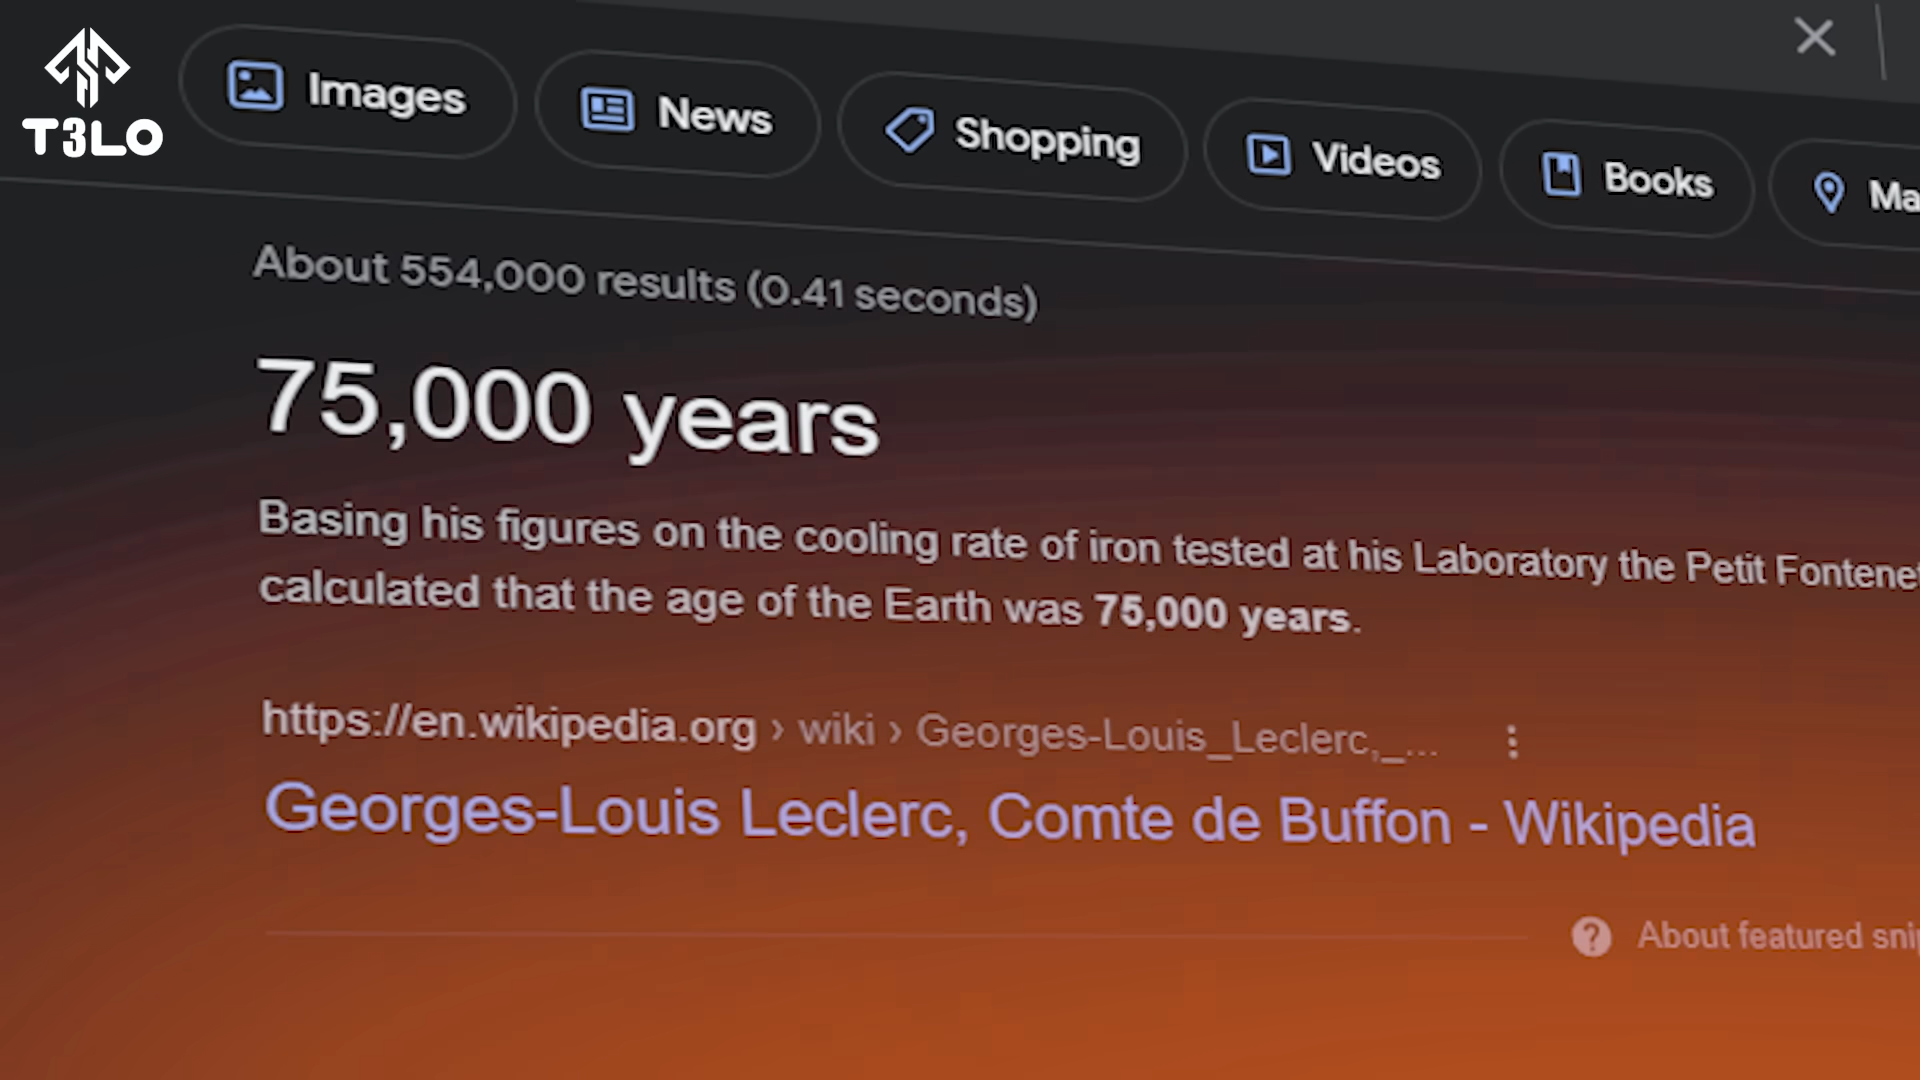 T3LO
Images News Shopping Videos Books
About 554,000 results (0.41 seconds)
75,000 years
Basing his figures on the cooling rate of iron tested at his Laboratory the Petit
calculated that the age of the Earth was 75,000 years.
https://en.wikipedia.org › wiki › Georges-Louis_Leclerc,_...
Georges-Louis Leclerc, Comte de Buffon - Wikipedia
About featured